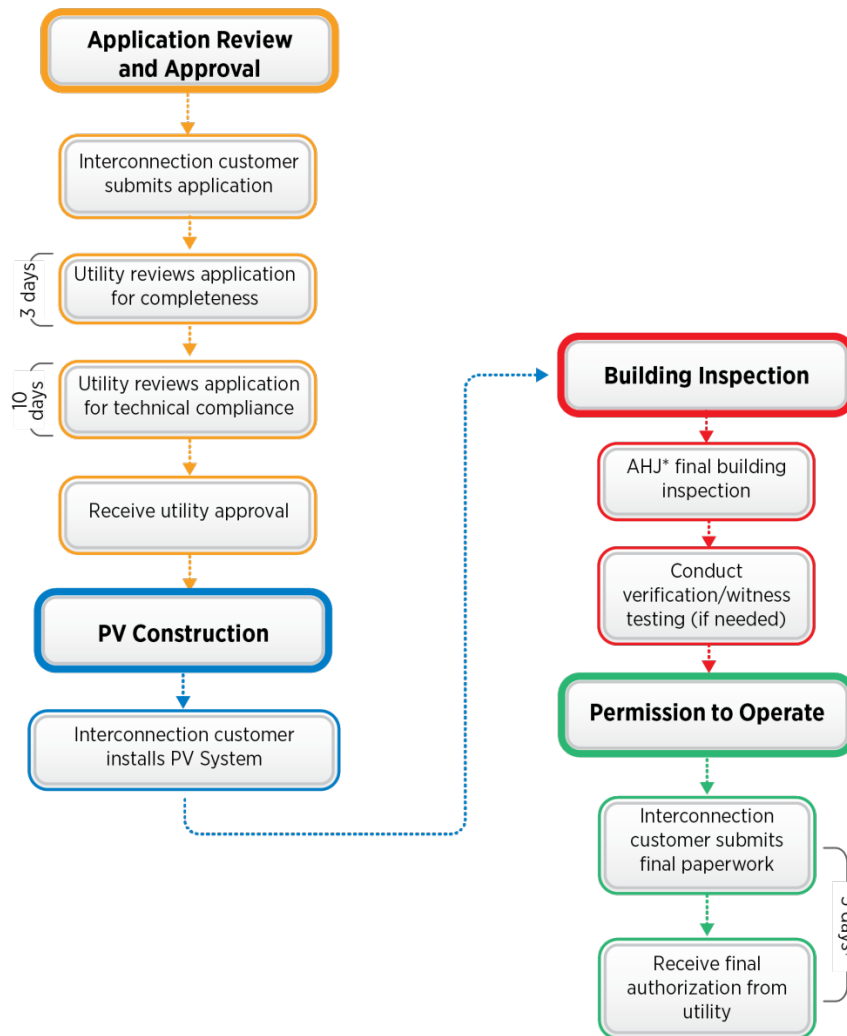 Application Review
and Approval
Interconnection customer
submits application
3 days
Utility reviews application
for completeness
10
days
Utility reviews application
for technical compliance
Receive utility approval
PV Construction
Interconnection customer
installs PV System
Building Inspection
AHJ* final building
inspection
Conduct
verification/witness
testing (if needed)
Permission to Operate
Interconnection
customer submits
final paperwork
days
Receive final
authorization from
utility